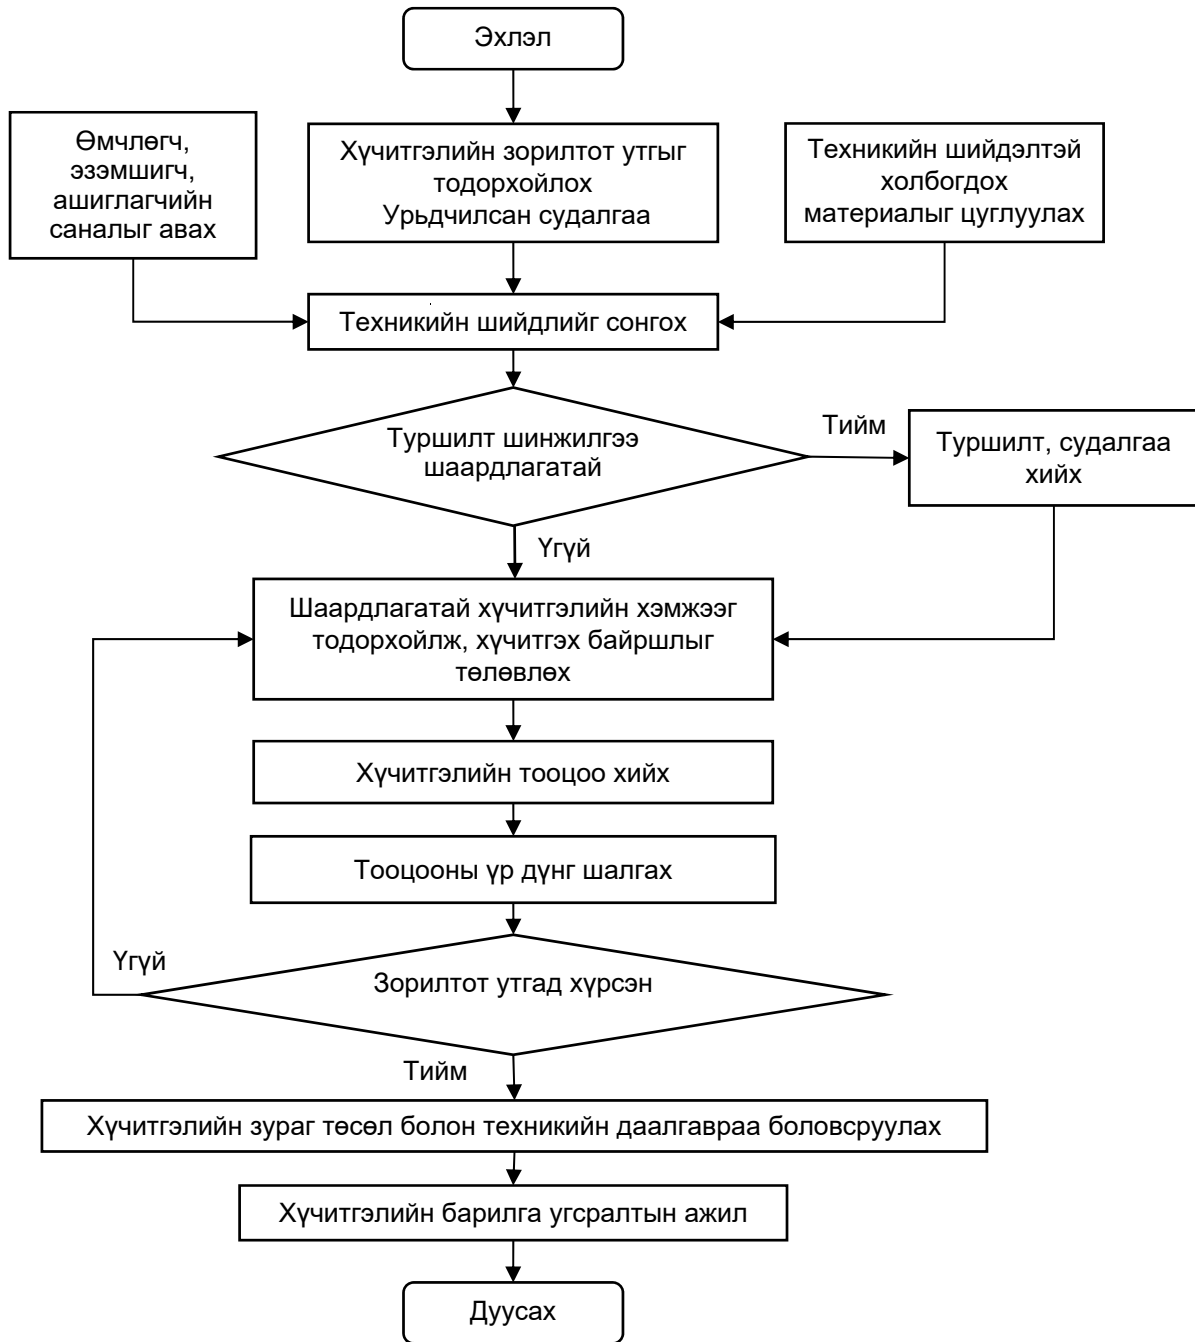 Эхлэл
Өмчлөгч,
эзэмшигч,
ашиглагчийн
саналыг авах
Хүчитгэлийн зорилтот утгыг
тодорхойлох
Урьдчилсан судалгаа
Техникийн шийдэлтэй
холбогдох
материалыг цуглуулах
Техникийн шийдлийг сонгох
Туршилт шинжилгээ
шаардлагатай
Тийм
Туршилт, судалгаа
хийх
Үгүй
Шаардлагатай хүчитгэлийн хэмжээг
тодорхойлж, хүчитгэх байршлыг
төлөвлөх
Хүчитгэлийн тооцоо хийх
Тооцооны үр дүнг шалгах
Үгүй
Зорилтот утгад хүрсэн
Тийм
Хүчитгэлийн зураг төсөл болон техникийн даалгавраа боловсруулах
Хүчитгэлийн барилга угсралтын ажил
Дуусах